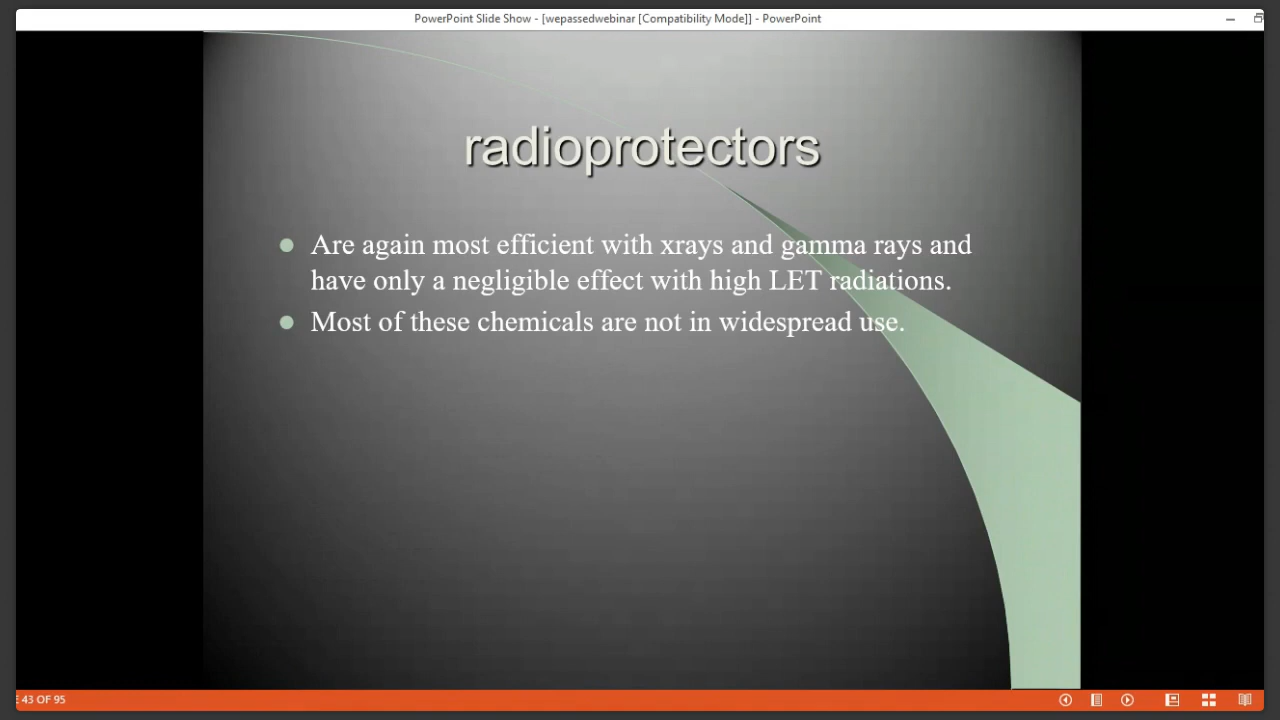 PowerPoint Slide Show - [wepassedwebinar [Compatibility Mode]] - PowerPoint
radioprotectors
Are again most efficient with xrays and gamma rays and
have only a negligible effect with high LET radiations.
Most of these chemicals are not in widespread use.
E 43 OF 95